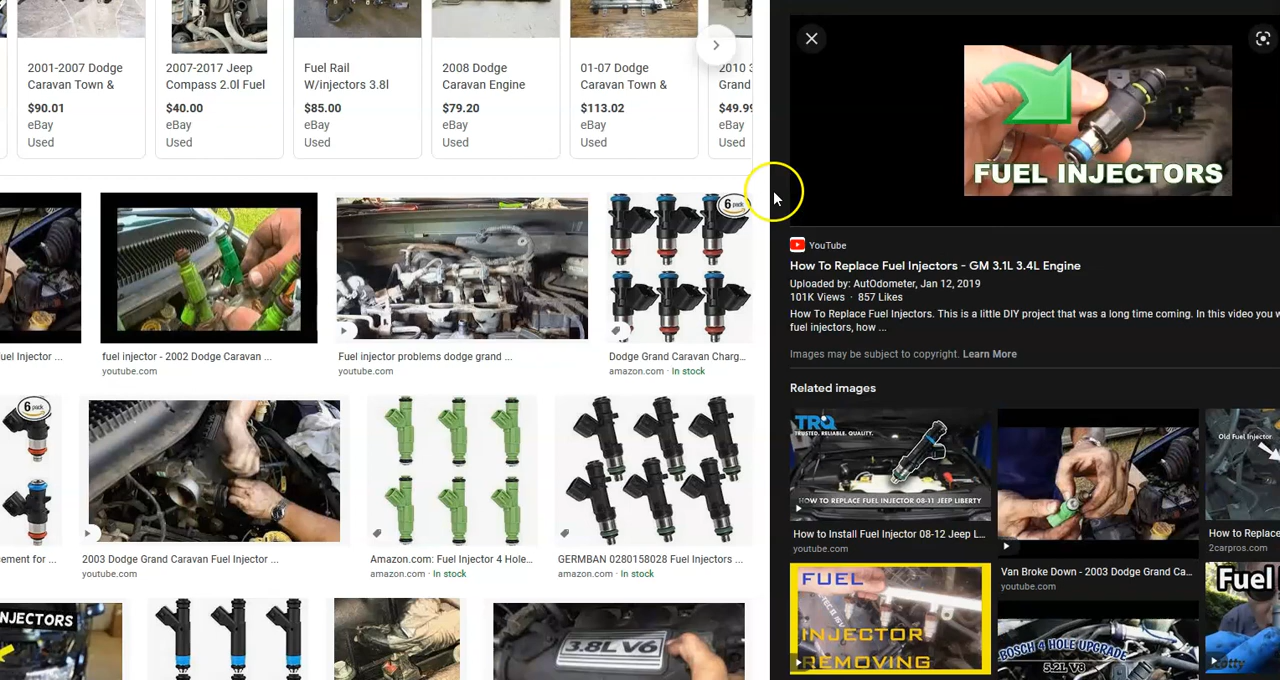 2001-2007 Dodge
Caravan Town &
$90.01
eBay
Used
2007-2017 Jeep
Compass 2.0l Fuel
$40.00
eBay
Used
Fuel Rail
W/injectors 3.8l
$85.00
eBay
Used
2008 Dodge
Caravan Engine
$79.20
eBay
Used
01-07 Dodge
Caravan Town &
$113.02
eBay
Used
2010
Grand
$49.99
eBay
Used
uel Injector ...
fuel injector - 2002 Dodge Caravan ...
youtube.com
Fuel injector problems dodge grand ...
youtube.com
6 pack
Dodge Grand Caravan Charg...
amazon.com · In stock
6 pack
cement for ...
2003 Dodge Grand Caravan Fuel Injector ...
youtube.com
Amazon.com: Fuel Injector 4 Hole...
amazon.com · In stock
GERMBAN 0280158028 Fuel Injectors ...
amazon.com · In stock
NJECTORS
3.8L V6
FUEL INJECTORS
YouTube
How To Replace Fuel Injectors - GM 3.1L 3.4L Engine
Uploaded by: AutOdometer, Jan 12, 2019
101K Views · 857 Likes
How To Replace Fuel Injectors. This is a little DIY project that was a long time coming. In this video you w
fuel injectors, how ...
Images may be subject to copyright. Learn More
Related images
TRQ
TRUSTED. RELIABLE. QUALITY.
HOW TO REPLACE FUEL INJECTOR 08-11 JEEP LIBERTY
How to Install Fuel Injector 08-12 Jeep L...
youtube.com
Van Broke Down - 2003 Dodge Grand Ca...
youtube.com
Old Fuel Injector
How to Replace
2carpros.com
FUEL
INJECTOR
REMOVING
BOSCH 4 HOLE UPGRADE
5.2L V8
Fuel
Scotty